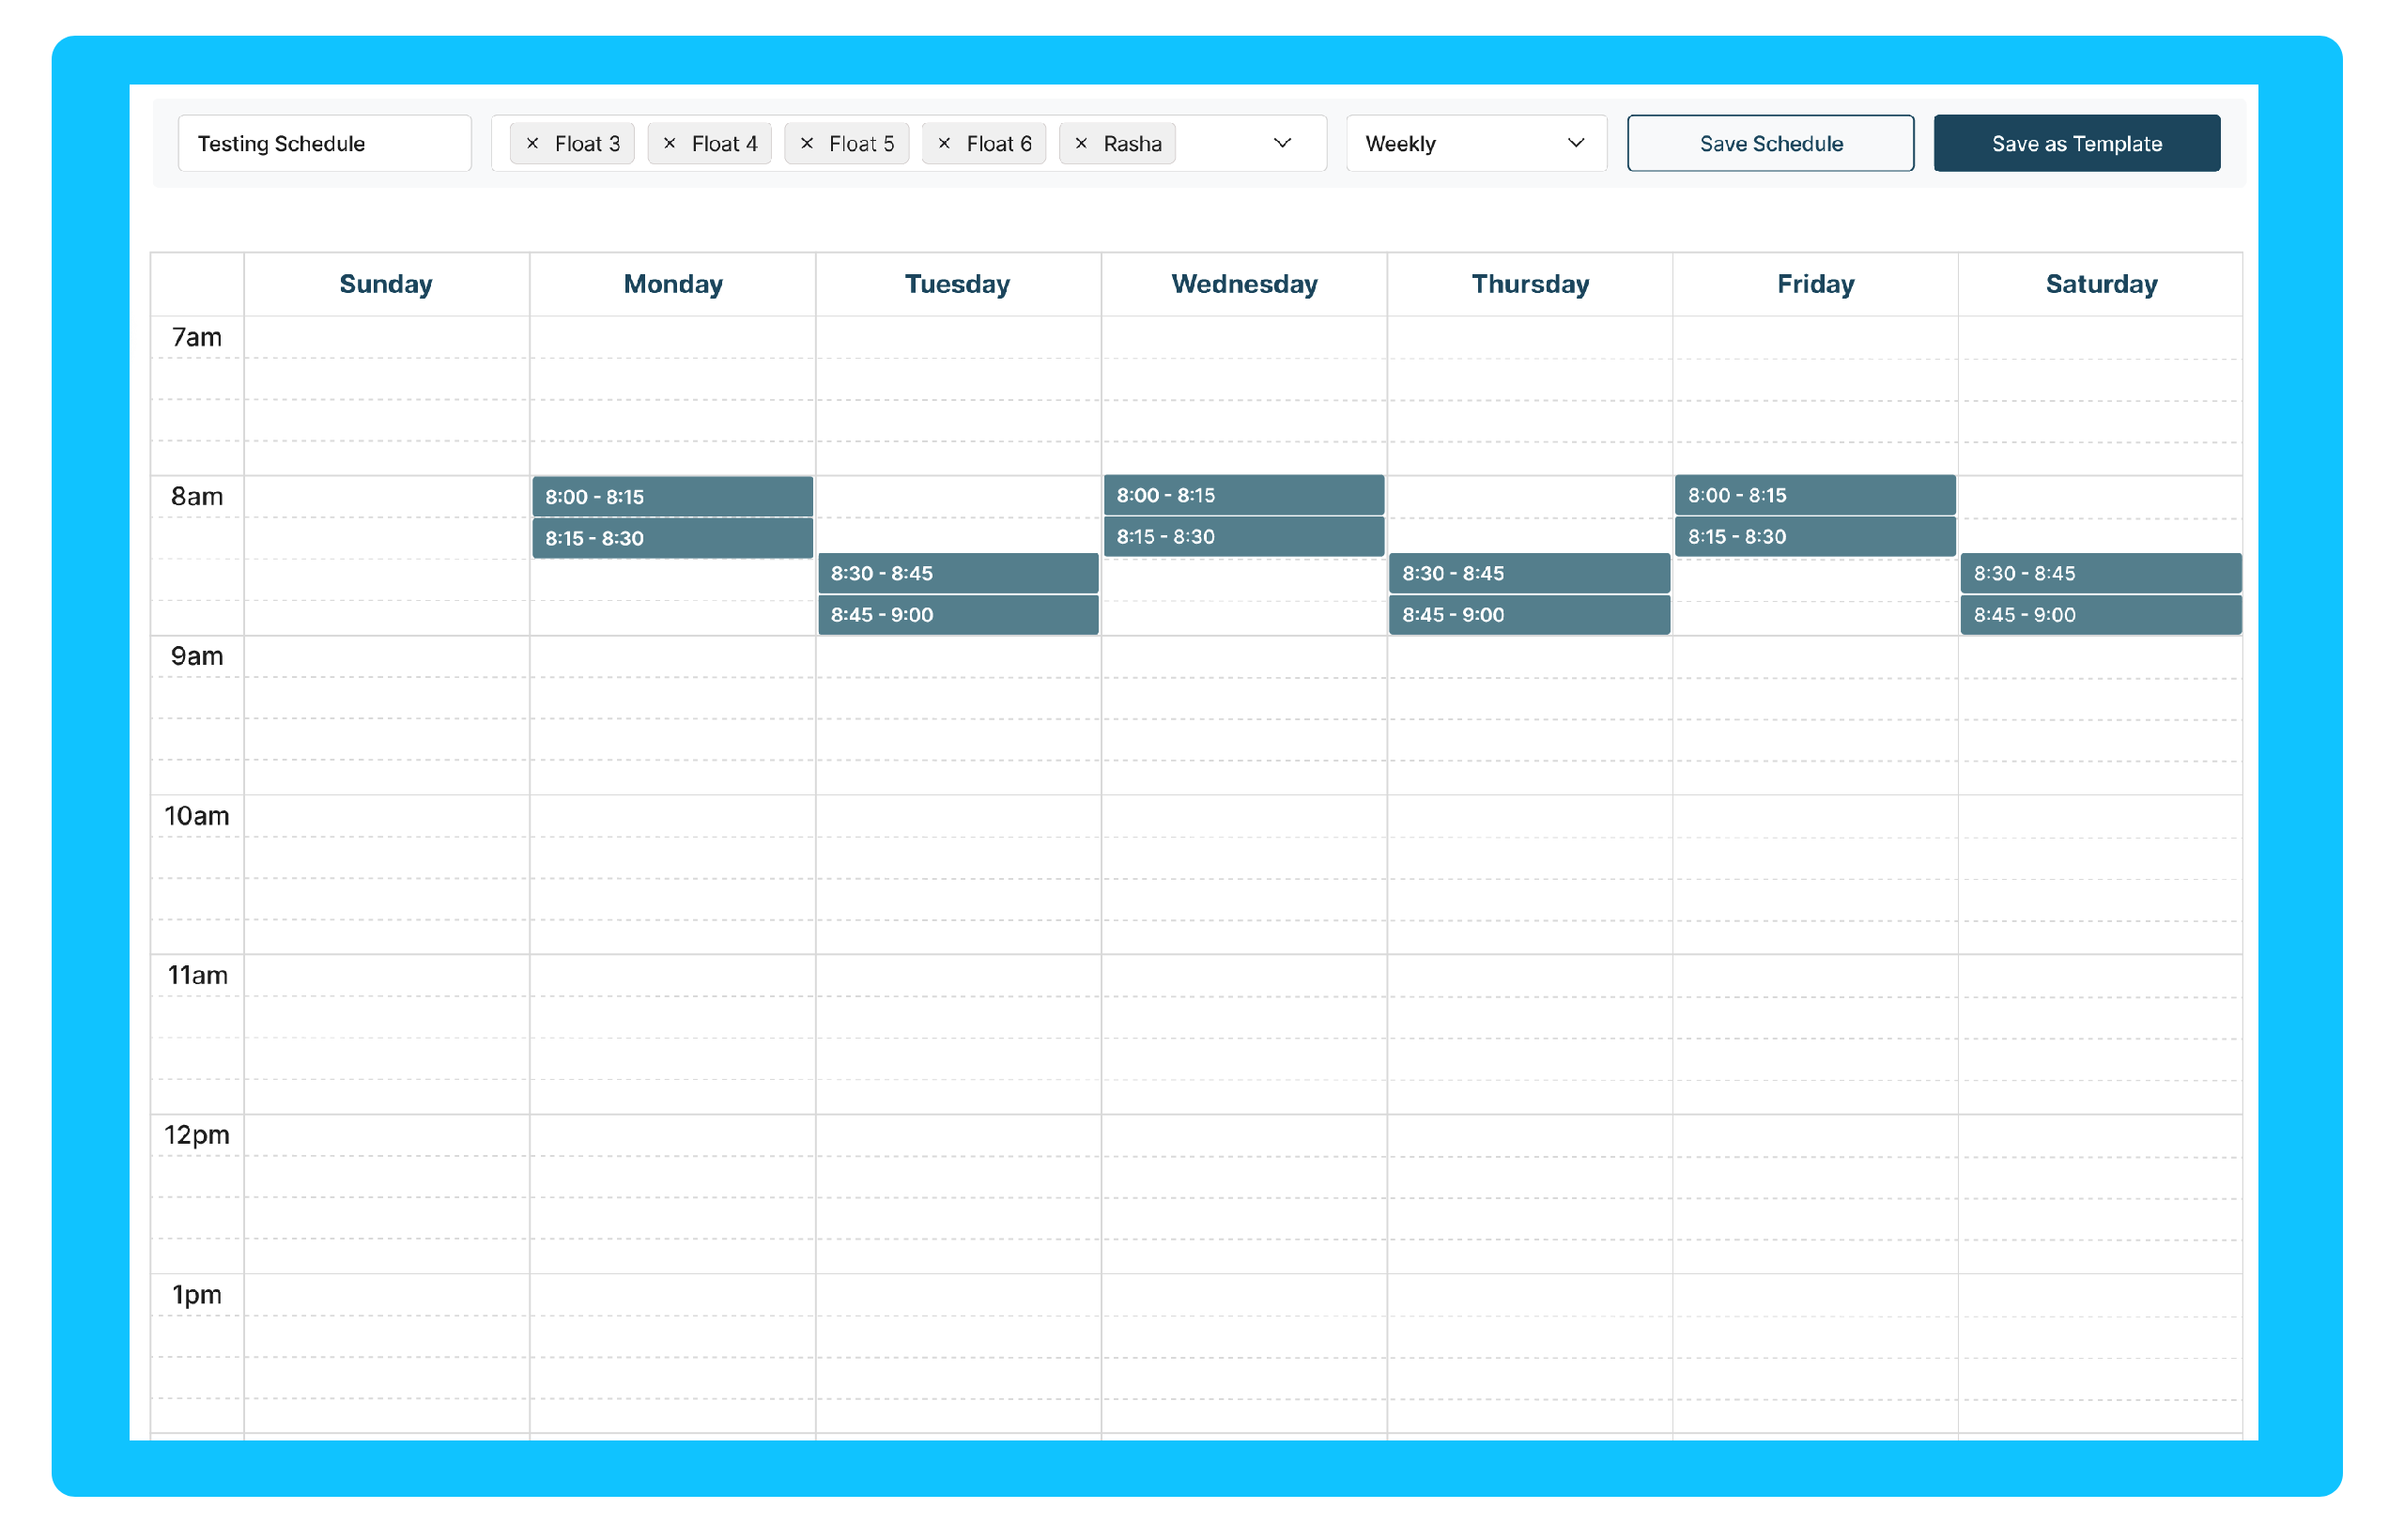 Testing Schedule
× Float 3 × Float 4 × Float 5 × Float 6 × Rasha
Weekly
Save Schedule
Save as Template
Sunday Monday Tuesday Wednesday Thursday Friday Saturday
7am
8am
8:00 - 8:15 8:00 - 8:15 8:00 - 8:15
8:15 - 8:30 8:15 - 8:30 8:15 - 8:30
8:30 - 8:45 8:30 - 8:45 8:30 - 8:45
8:45 - 9:00 8:45 - 9:00 8:45 - 9:00
9am
10am
11am
12pm
1pm